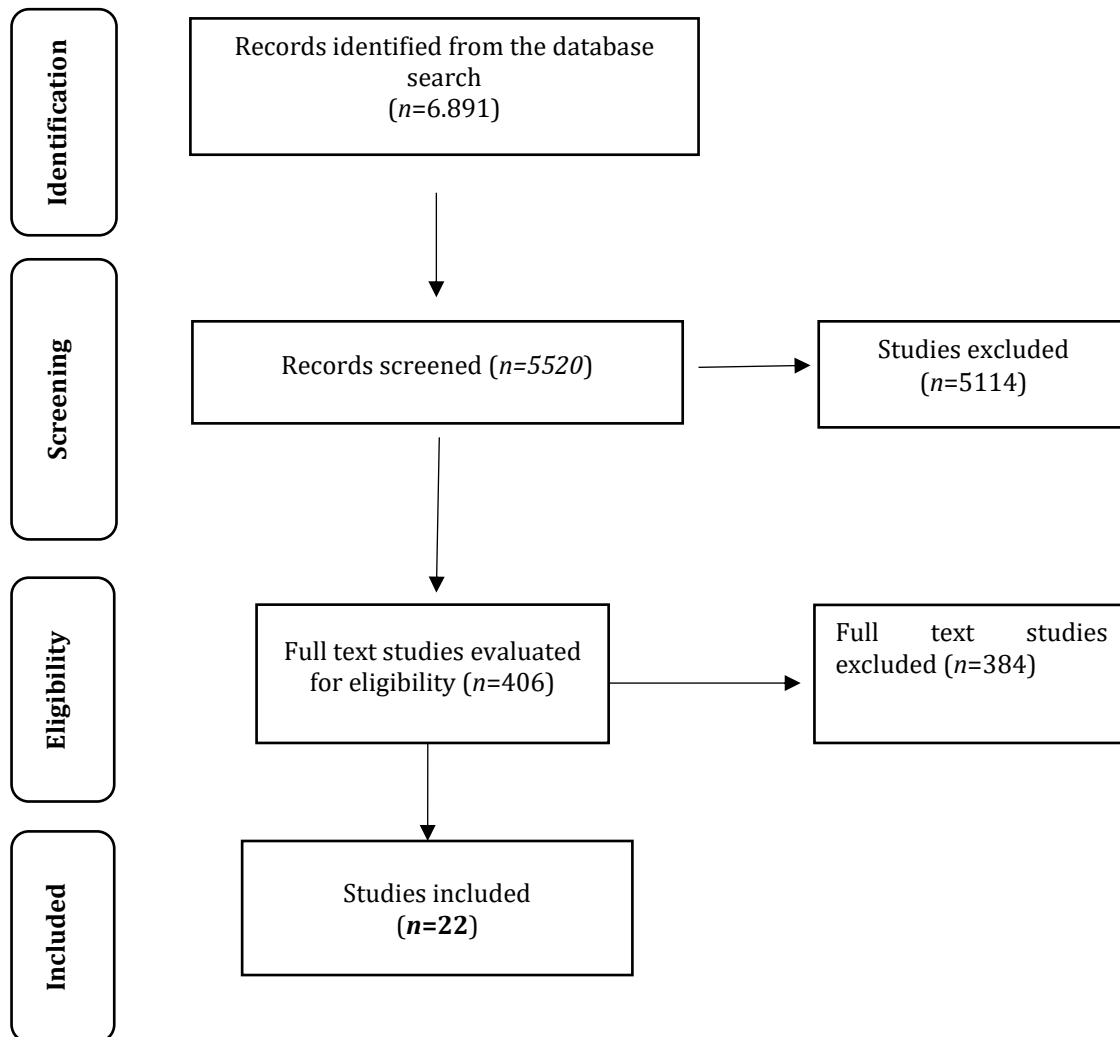 Identification
Records identified from the database
search
(n=6.891)
Screening
Records screened (n=5520)
Studies excluded
(n=5114)
Eligibility
Full text studies evaluated
for eligibility (n=406)
Full text studies
excluded (n=384)
Included
Studies included
(n=22)